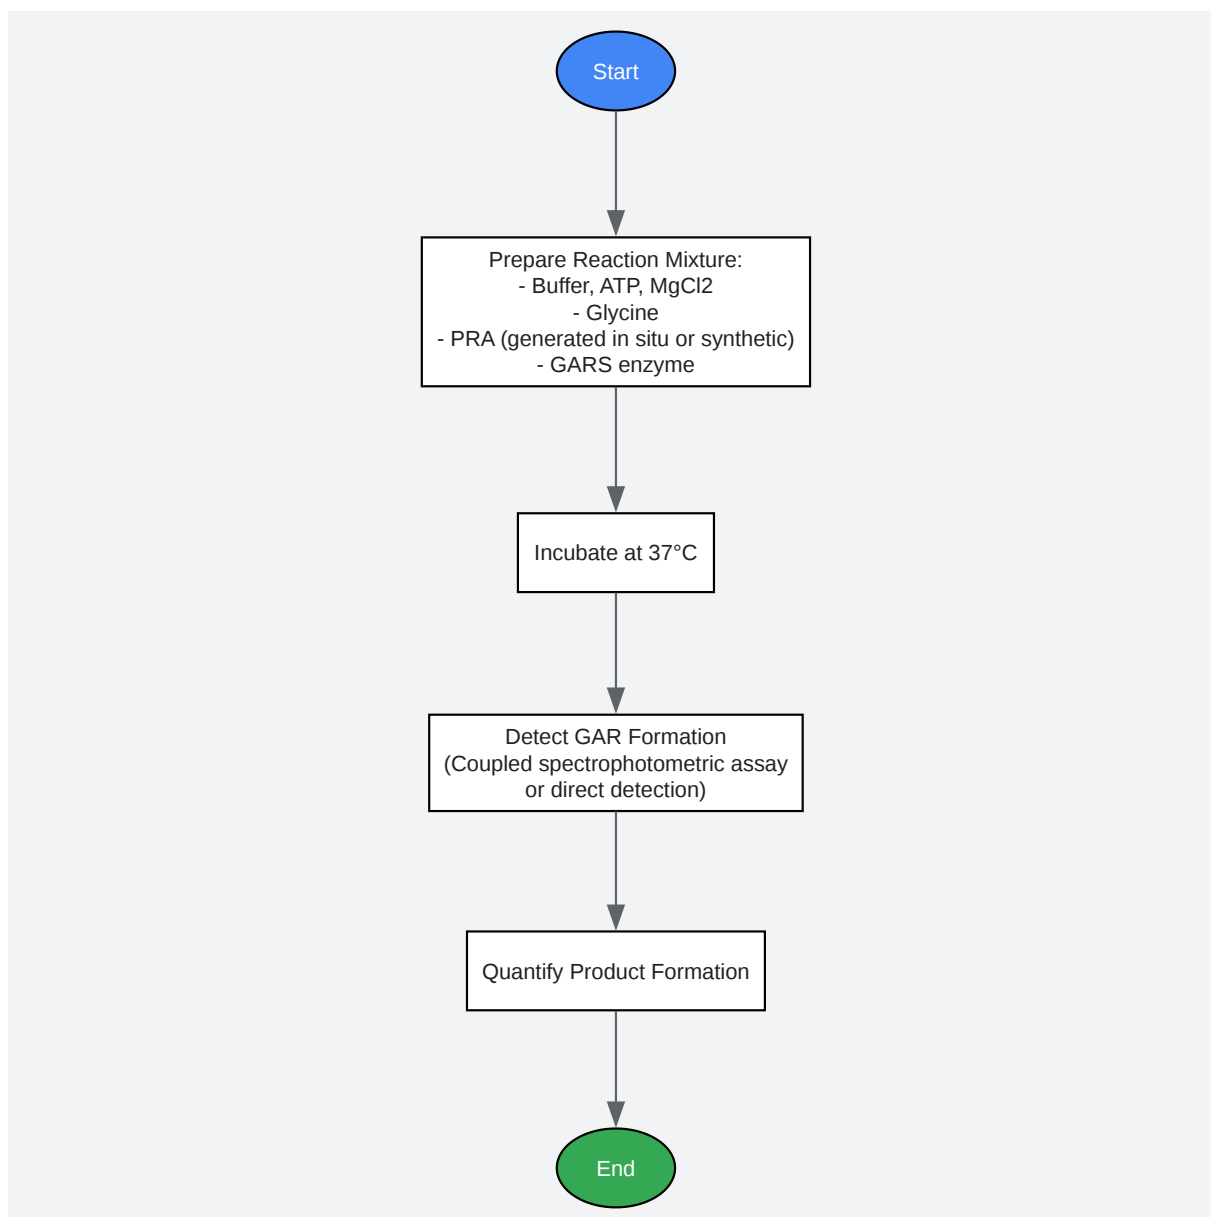 Start
Prepare Reaction Mixture:
- Buffer, ATP, MgCl2
- Glycine
- PRA (generated in situ or synthetic)
- GARS enzyme
Incubate at 37°C
Detect GAR Formation
(Coupled spectrophotometric assay
or direct detection)
Quantify Product Formation
End